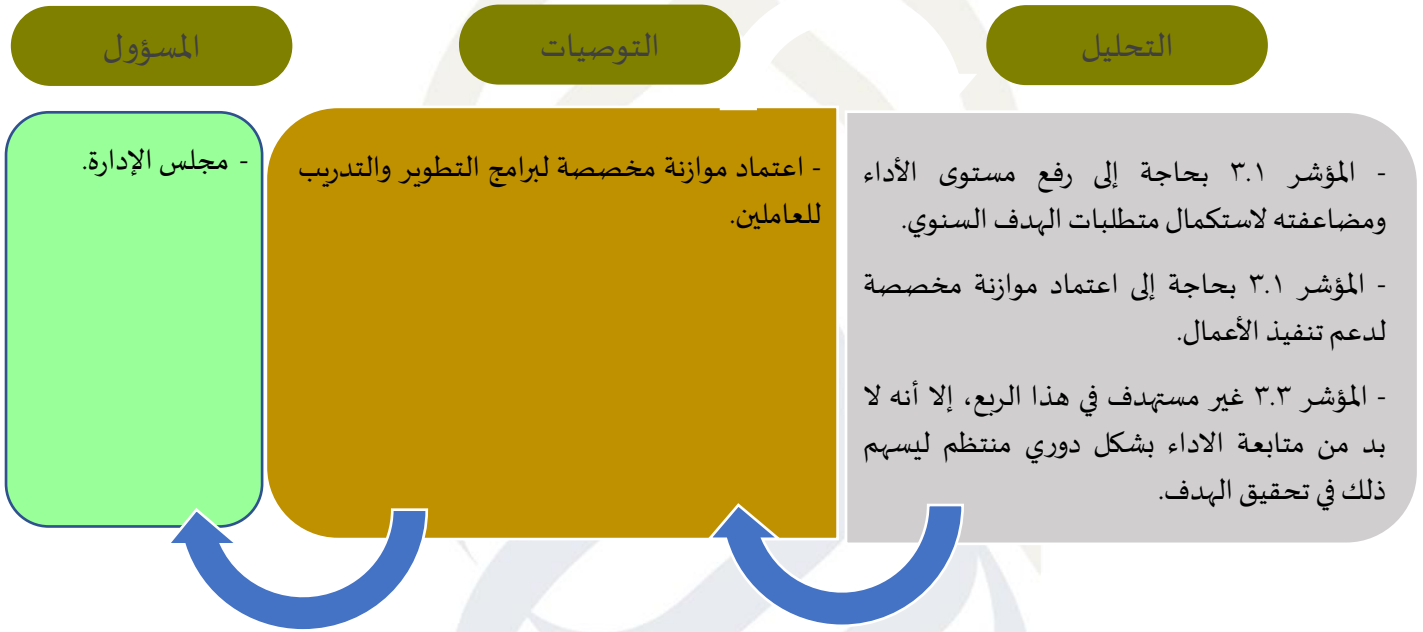 التحليل
التوصيات
المسؤول
- المؤشر ٣.١ بحاجة إلى رفع مستوى الأداء
ومضاعفته لاستكمال متطلبات الهدف السنوي.
- المؤشر ٣.١ بحاجة إلى اعتماد موازنة مخصصة
لدعم تنفيذ الأعمال.
- المؤشر ٣.٣ غير مستهدف في هذا الربع، إلا أنه لا
بد من متابعة الاداء بشكل دوري منتظم ليسهم
ذلك في تحقيق الهدف.
- اعتماد موازنة مخصصة لبرامج التطوير والتدريب
للعاملين.
- مجلس الإدارة.